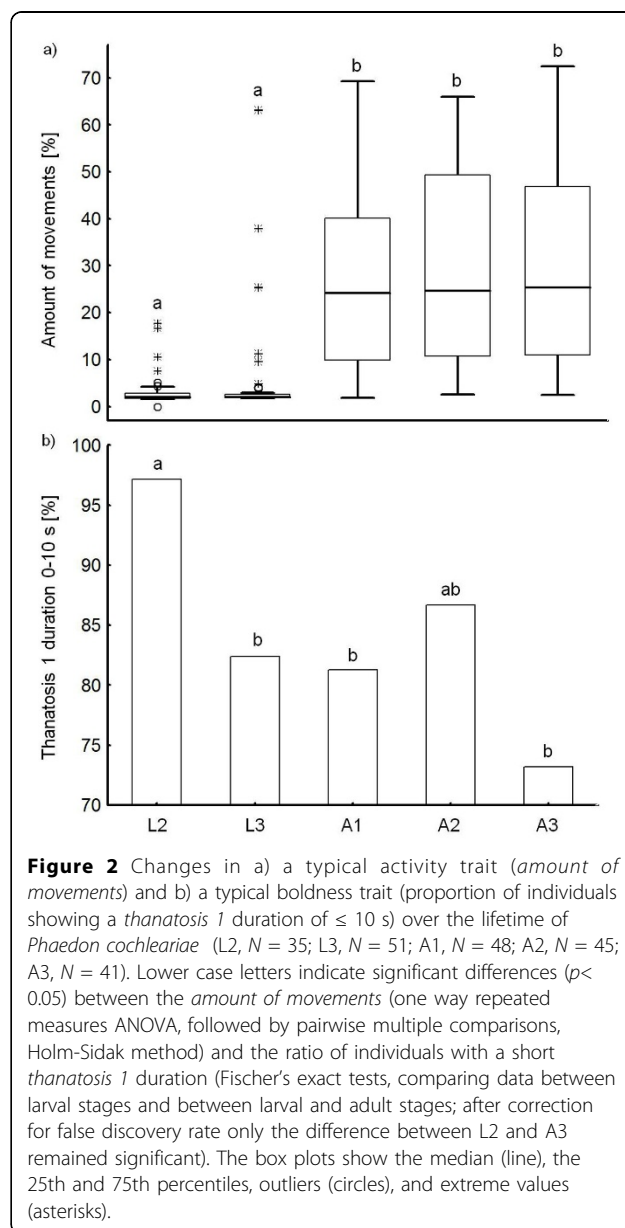 a)
Amount of movements [%]
70
60
50
40
30
20
10
0
a
a
b
b
b
b)
Thanatosis 1 duration 0-10 s [%]
100
95
90
85
80
75
70
a
b
b
ab
b
L2 L3 A1 A2 A3
Figure 2 Changes in a) a typical activity trait (amount of
movements) and b) a typical boldness trait (proportion of individuals
showing a thanatosis 1 duration of ≤ 10 s) over the lifetime of
Phaedon cochleariae (L2, N = 35; L3, N = 51; A1, N = 48; A2, N = 45;
A3, N = 41). Lower case letters indicate significant differences (p<
0.05) between the amount of movements (one way repeated
measures ANOVA, followed by pairwise multiple comparisons,
Holm-Sidak method) and the ratio of individuals with a short
thanatosis 1 duration (Fischer's exact tests, comparing data between
larval stages and between larval and adult stages; after correction
for false discovery rate only the difference between L2 and A3
remained significant). The box plots show the median (line), the
25th and 75th percentiles, outliers (circles), and extreme values
(asterisks).